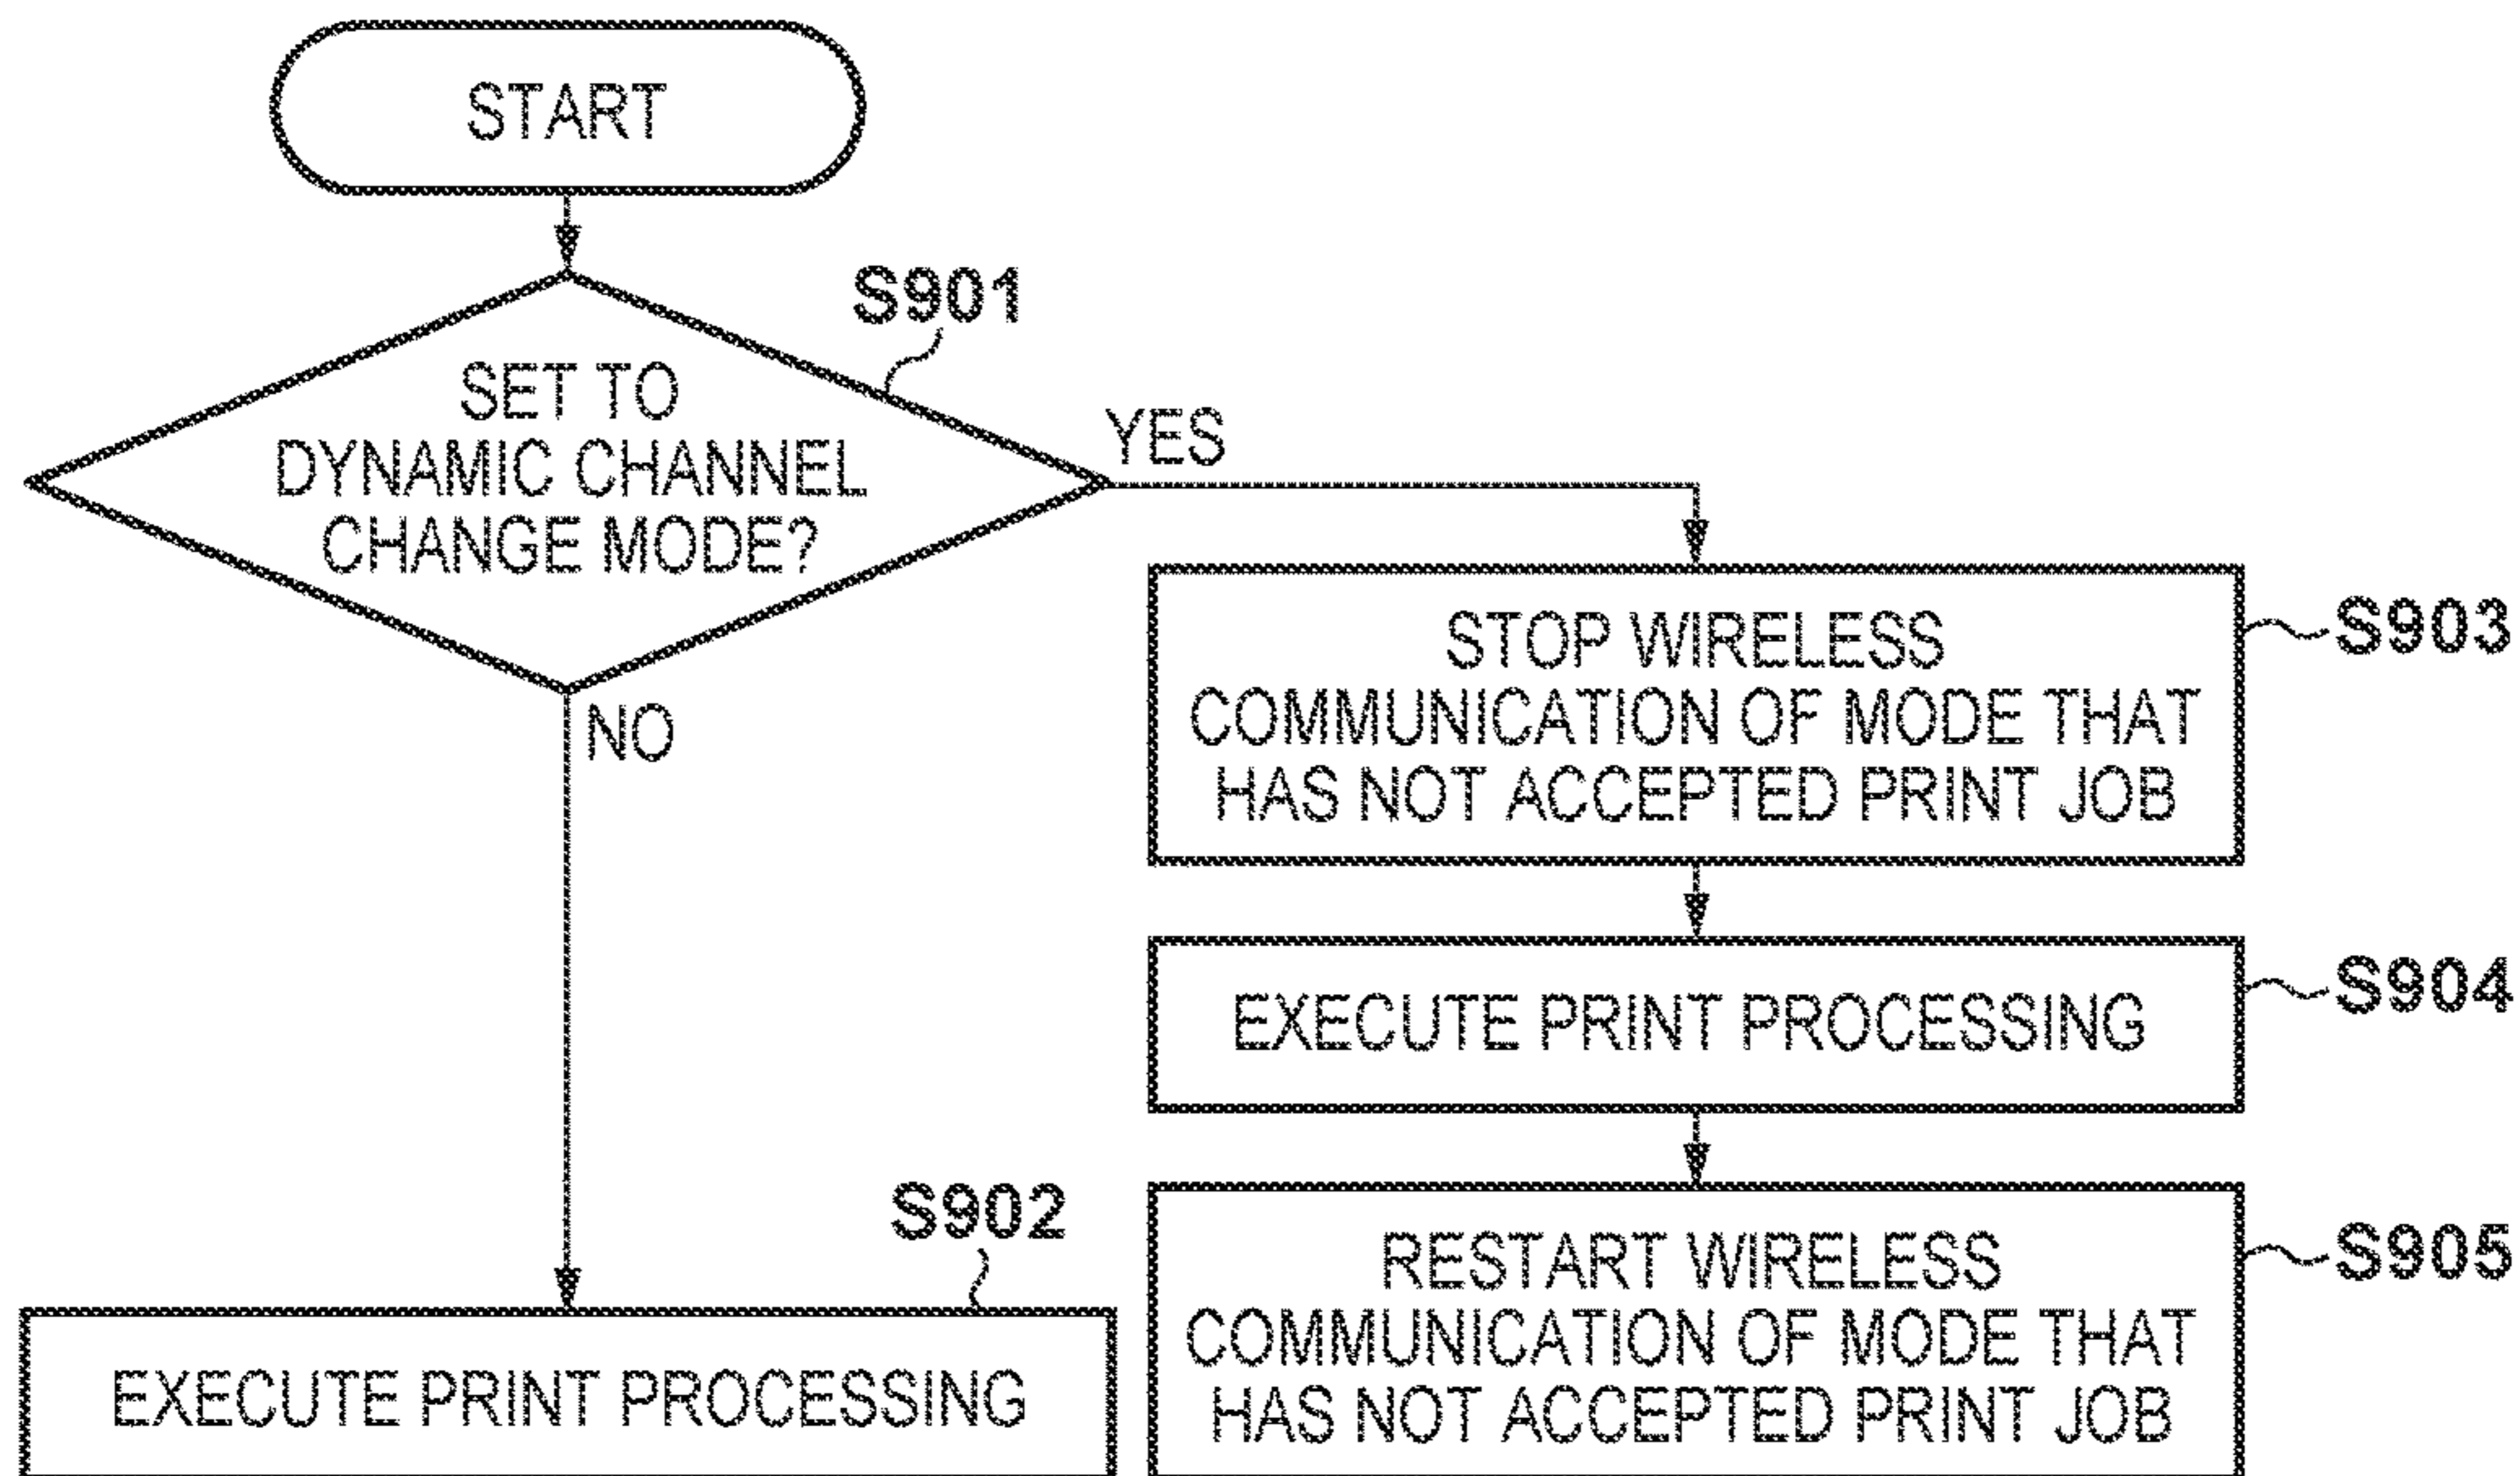 START
S901
SET TO
DYNAMIC CHANNEL
CHANGE MODE?
YES
NO
S903
STOP WIRELESS
COMMUNICATION OF MODE THAT
HAS NOT ACCEPTED PRINT JOB
S904
EXECUTE PRINT PROCESSING
S902
EXECUTE PRINT PROCESSING
S905
RESTART WIRELESS
COMMUNICATION OF MODE THAT
HAS NOT ACCEPTED PRINT JOB